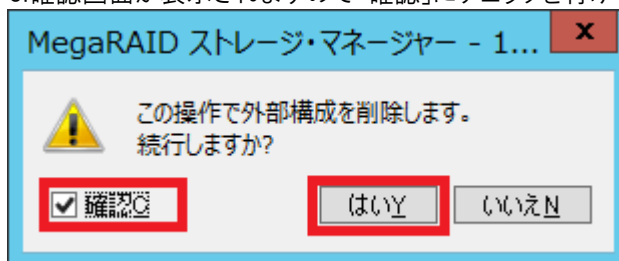 MegaRAID ストレージ・マネージャー - 1...
この操作で外部構成を削除します。
続行しますか?
確認C
はいY いいえN